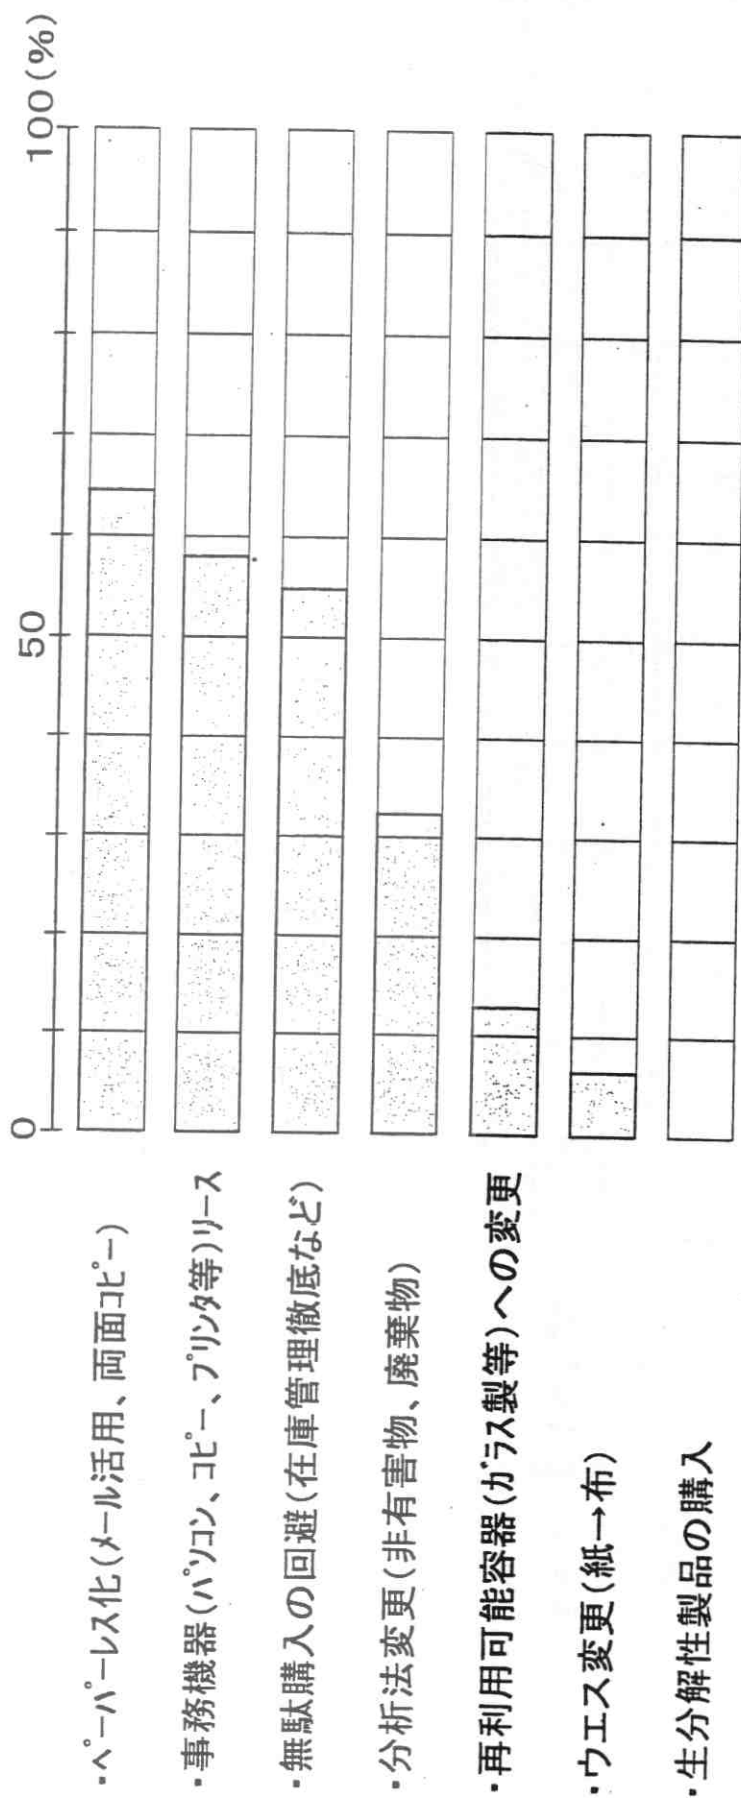 0 50 100(%)
・ペーパーレス化(メール活用、両面コピー)
・事務機器(パソコン、コピー、プリンタ等)リース
・無駄購入の回避(在庫管理徹底など)
・分析法変更(非有害物、廃棄物)
・再利用可能容器(ガラス製等)への変更
・ウエス変更(紙→布)
・生分解性製品の購入